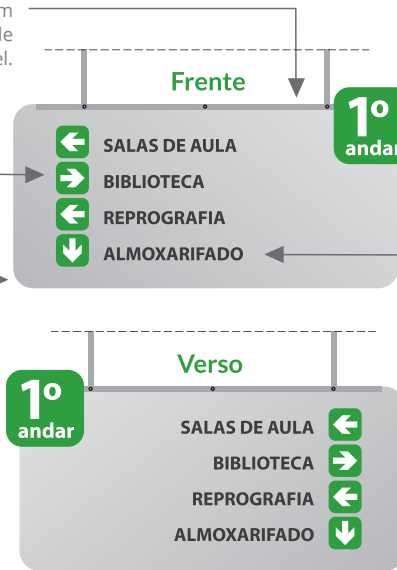 Frente
1º
andar
SALAS DE AULA
BIBLIOTECA
REPROGRAFIA
ALMOXARIFADO
Verso
1º
andar
SALAS DE AULA
BIBLIOTECA
REPROGRAFIA
ALMOXARIFADO